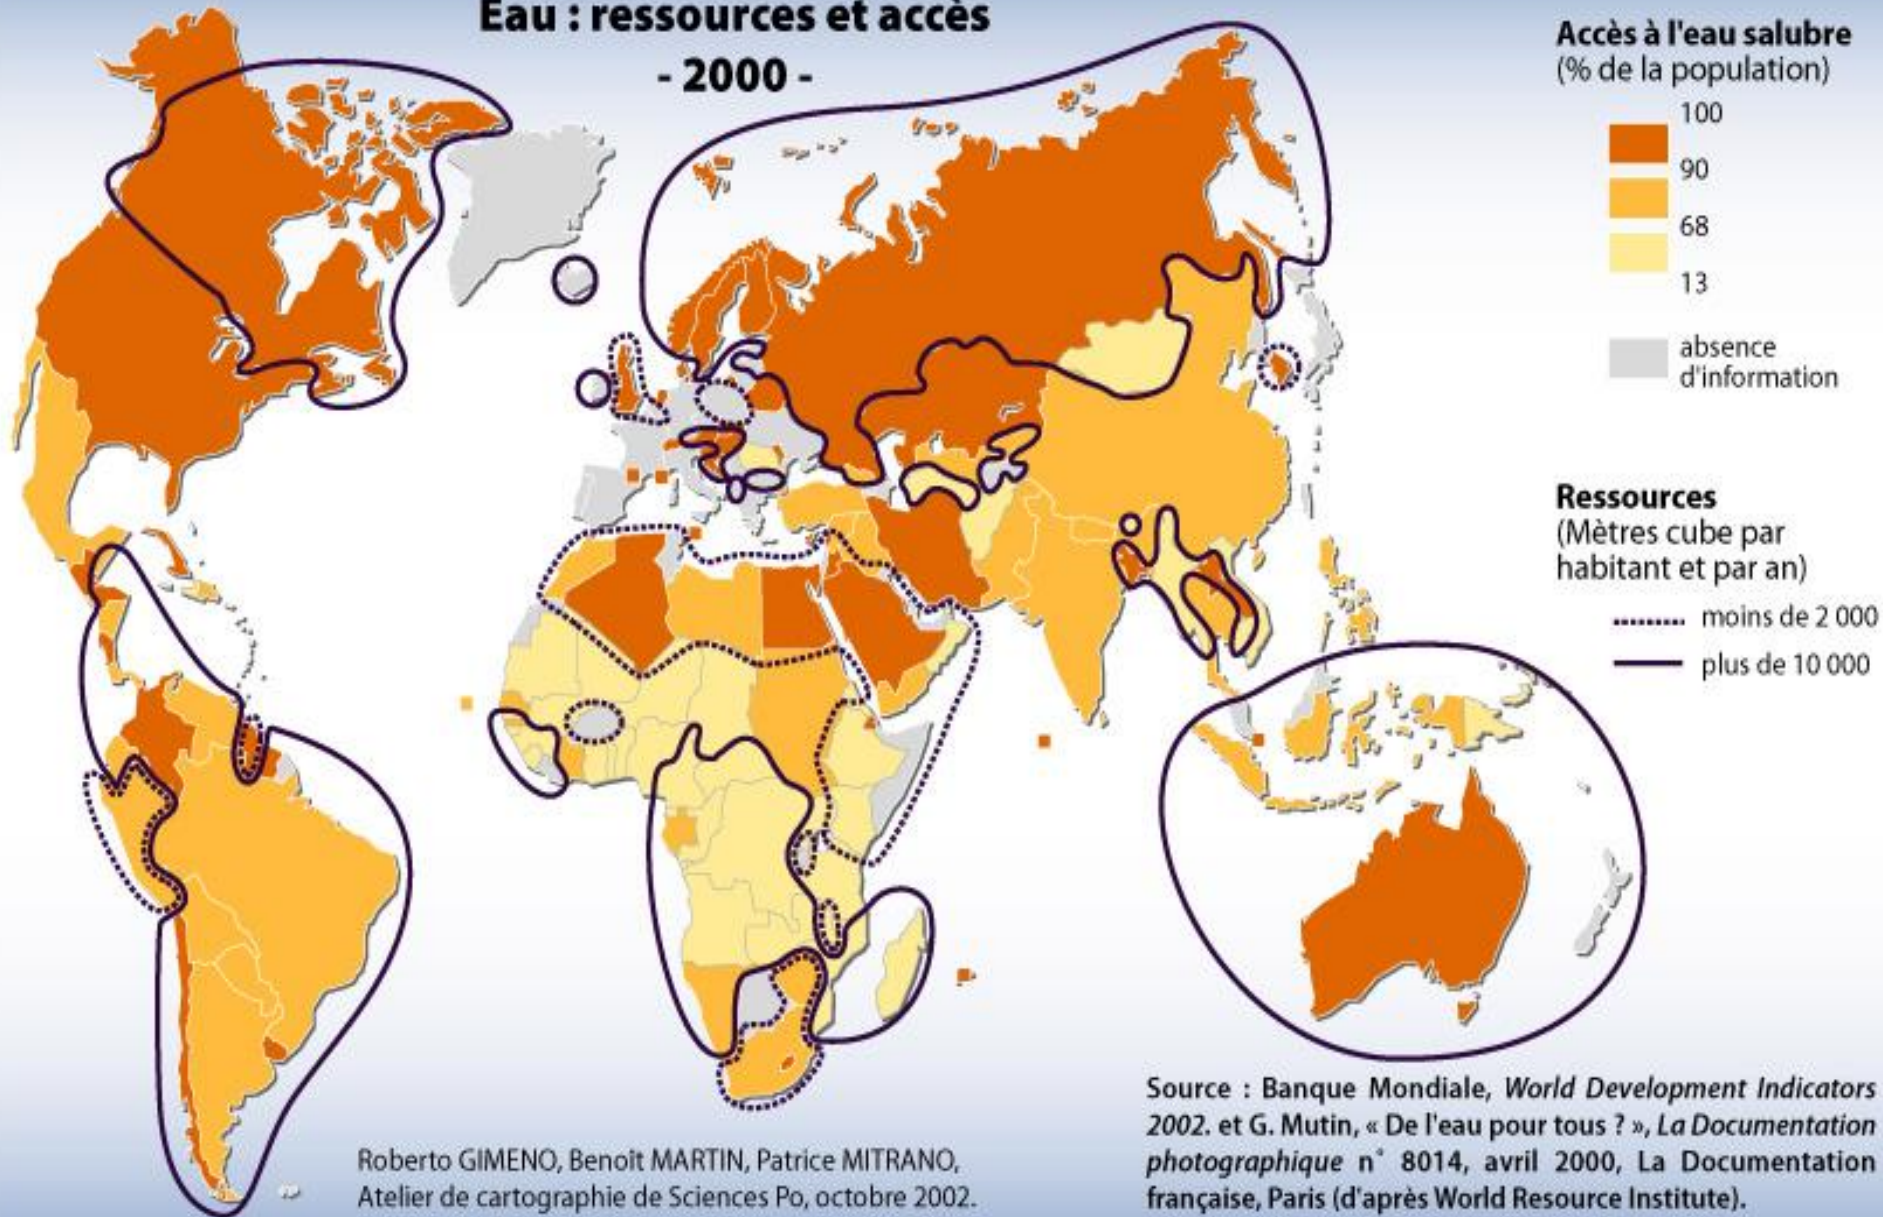 Eau : ressources et accès
- 2000 -
Accès à l'eau salubre
(% de la population)
100
90
68
13
absence
d'information
Ressources
(Mètres cube par
habitant et par an)
moins de 2 000
plus de 10 000
Source : Banque Mondiale, World Development Indicators
2002. et G. Mutin, « De l'eau pour tous ? », La Documentation
photographique n° 8014, avril 2000, La Documentation
française, Paris (d'après World Resource Institute).
Roberto GIMENO, Benoît MARTIN, Patrice MITRANO,
Atelier de cartographie de Sciences Po, octobre 2002.